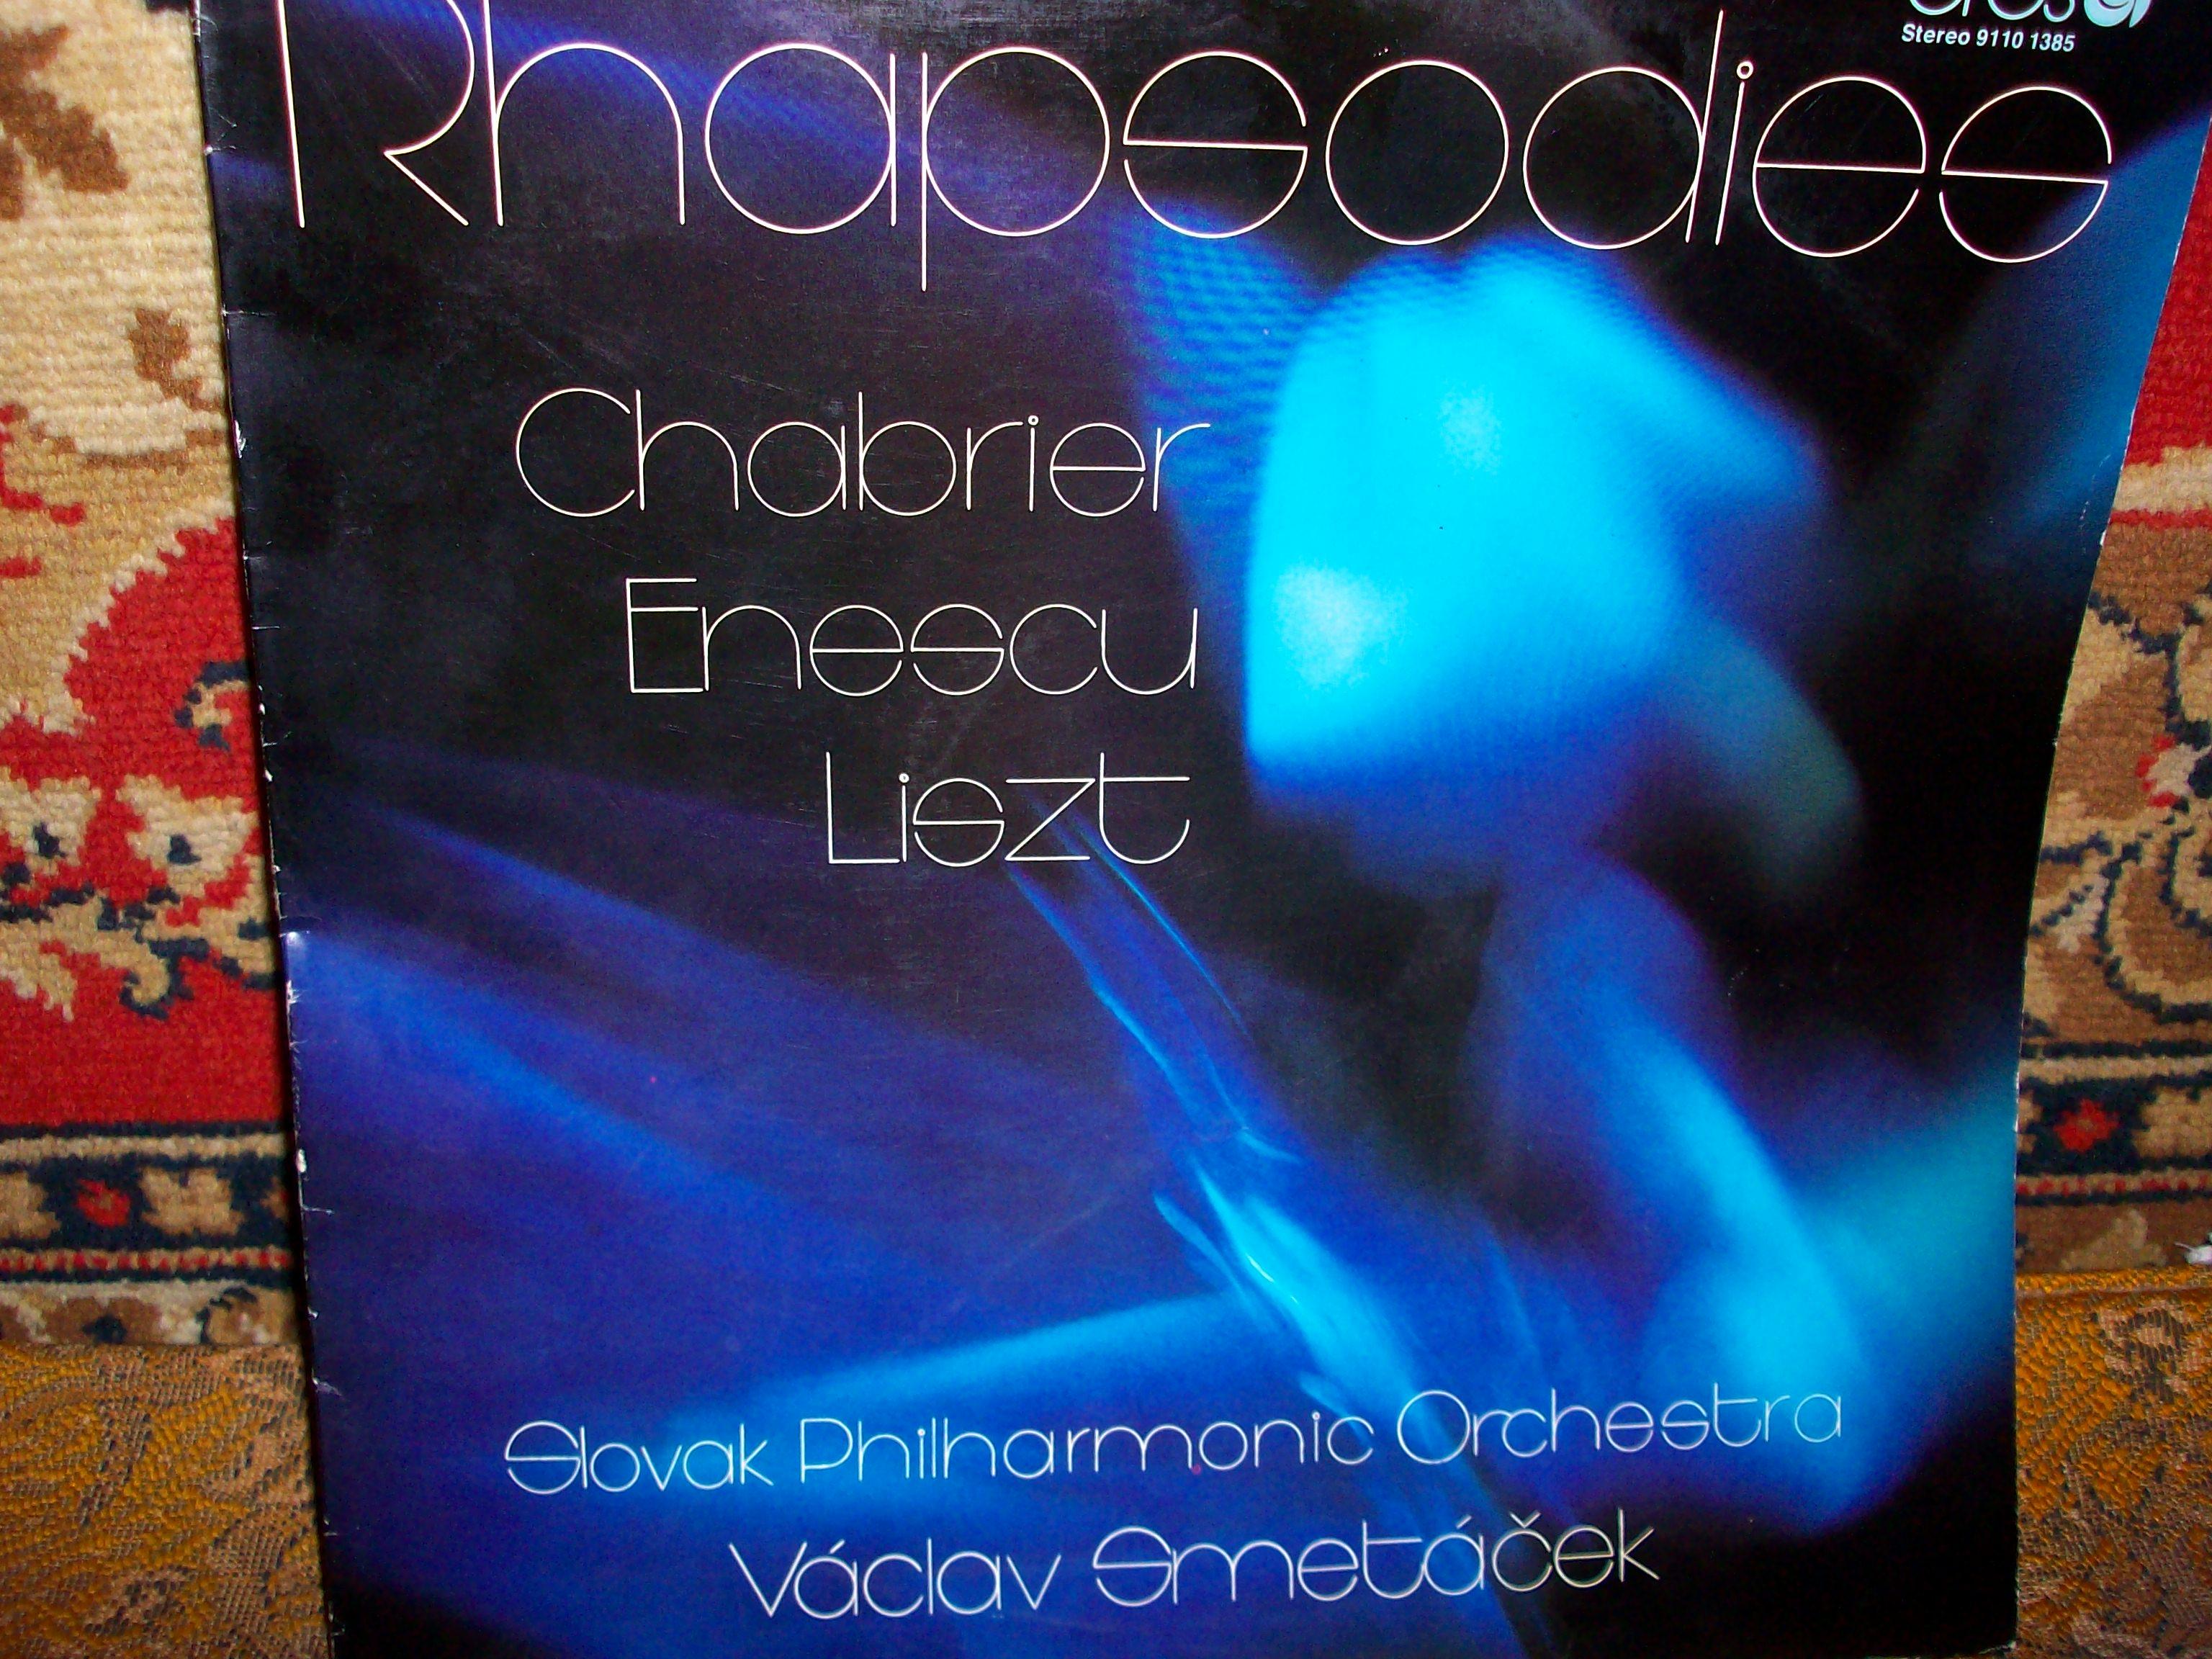 Stereo 9110 1385
Rhapsodies
Chabrier
Enescu
Liszt
Slovak Philharmonic Orchestra
Václav Smetáček